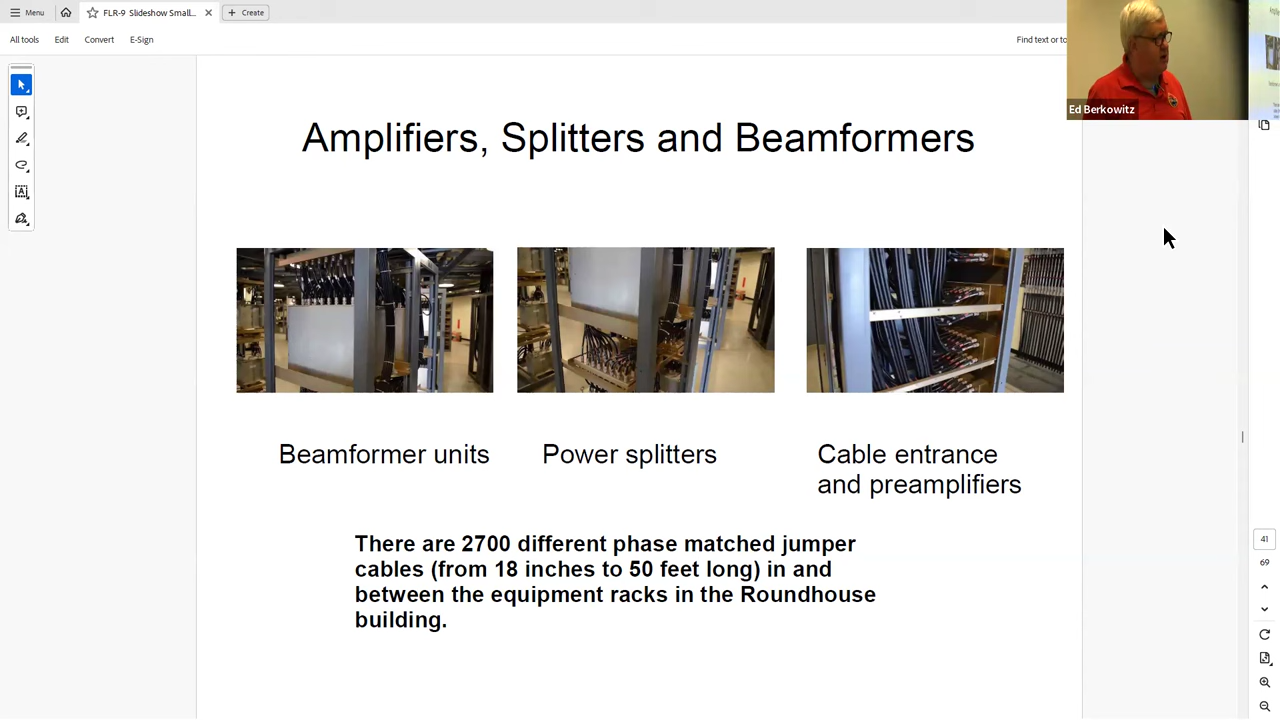 Menu
FLR-9 Slideshow Small...
Create
All tools
Edit
Convert
E-Sign
Find text or to
Ed Berkowitz
Amplifiers, Splitters and Beamformers
Beamformer units
Power splitters
Cable entrance
and preamplifiers
There are 2700 different phase matched jumper
cables (from 18 inches to 50 feet long) in and
between the equipment racks in the Roundhouse
building.
41
69